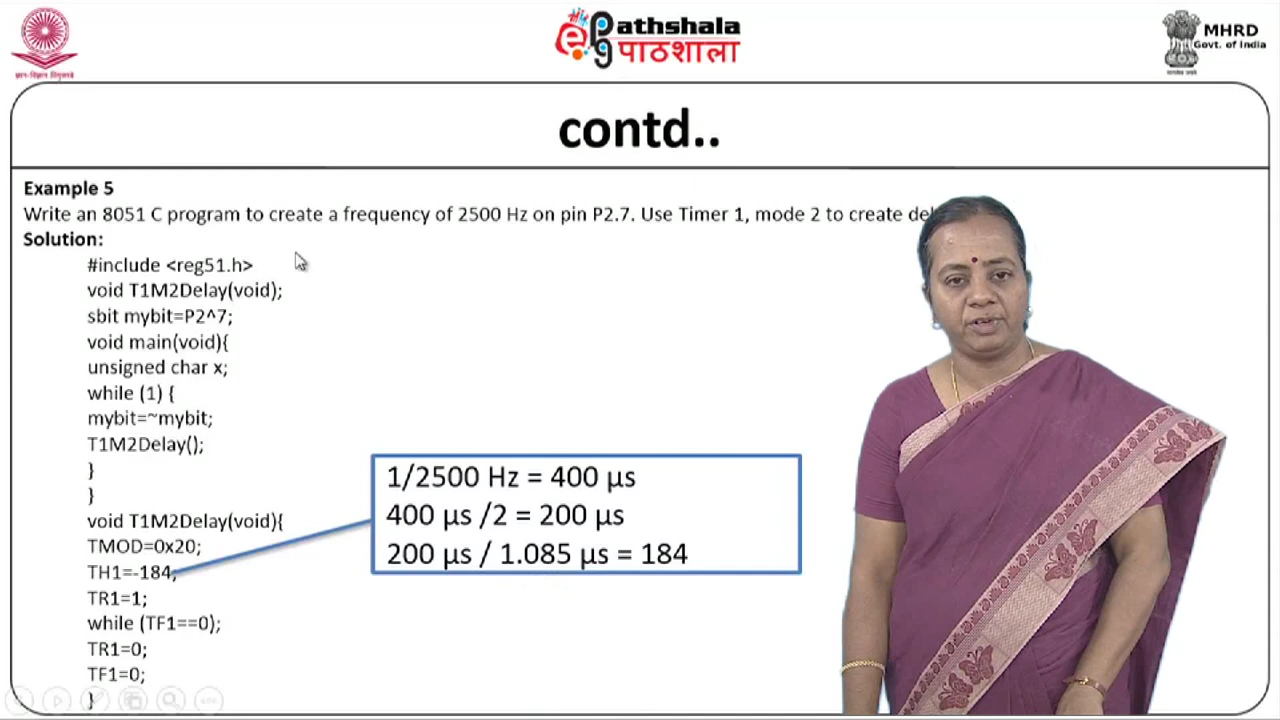 ePG Pathshala
पाठशाला
MHRD
Govt. of India
contd..
Example 5
Write an 8051 C program to create a frequency of 2500 Hz on pin P2.7. Use Timer 1, mode 2 to create
Solution:
#include <reg51.h>
void T1M2Delay(void);
sbit mybit=P2^7;
void main(void){
unsigned char x;
while (1) {
mybit=~mybit;
T1M2Delay();
}
}
void T1M2Delay(void){
TMOD=0x20;
TH1=-184;
TR1=1;
while (TF1==0);
TR1=0;
TF1=0;
}
1/2500 Hz = 400 µs
400 µs /2 = 200 µs
200 µs / 1.085 µs = 184